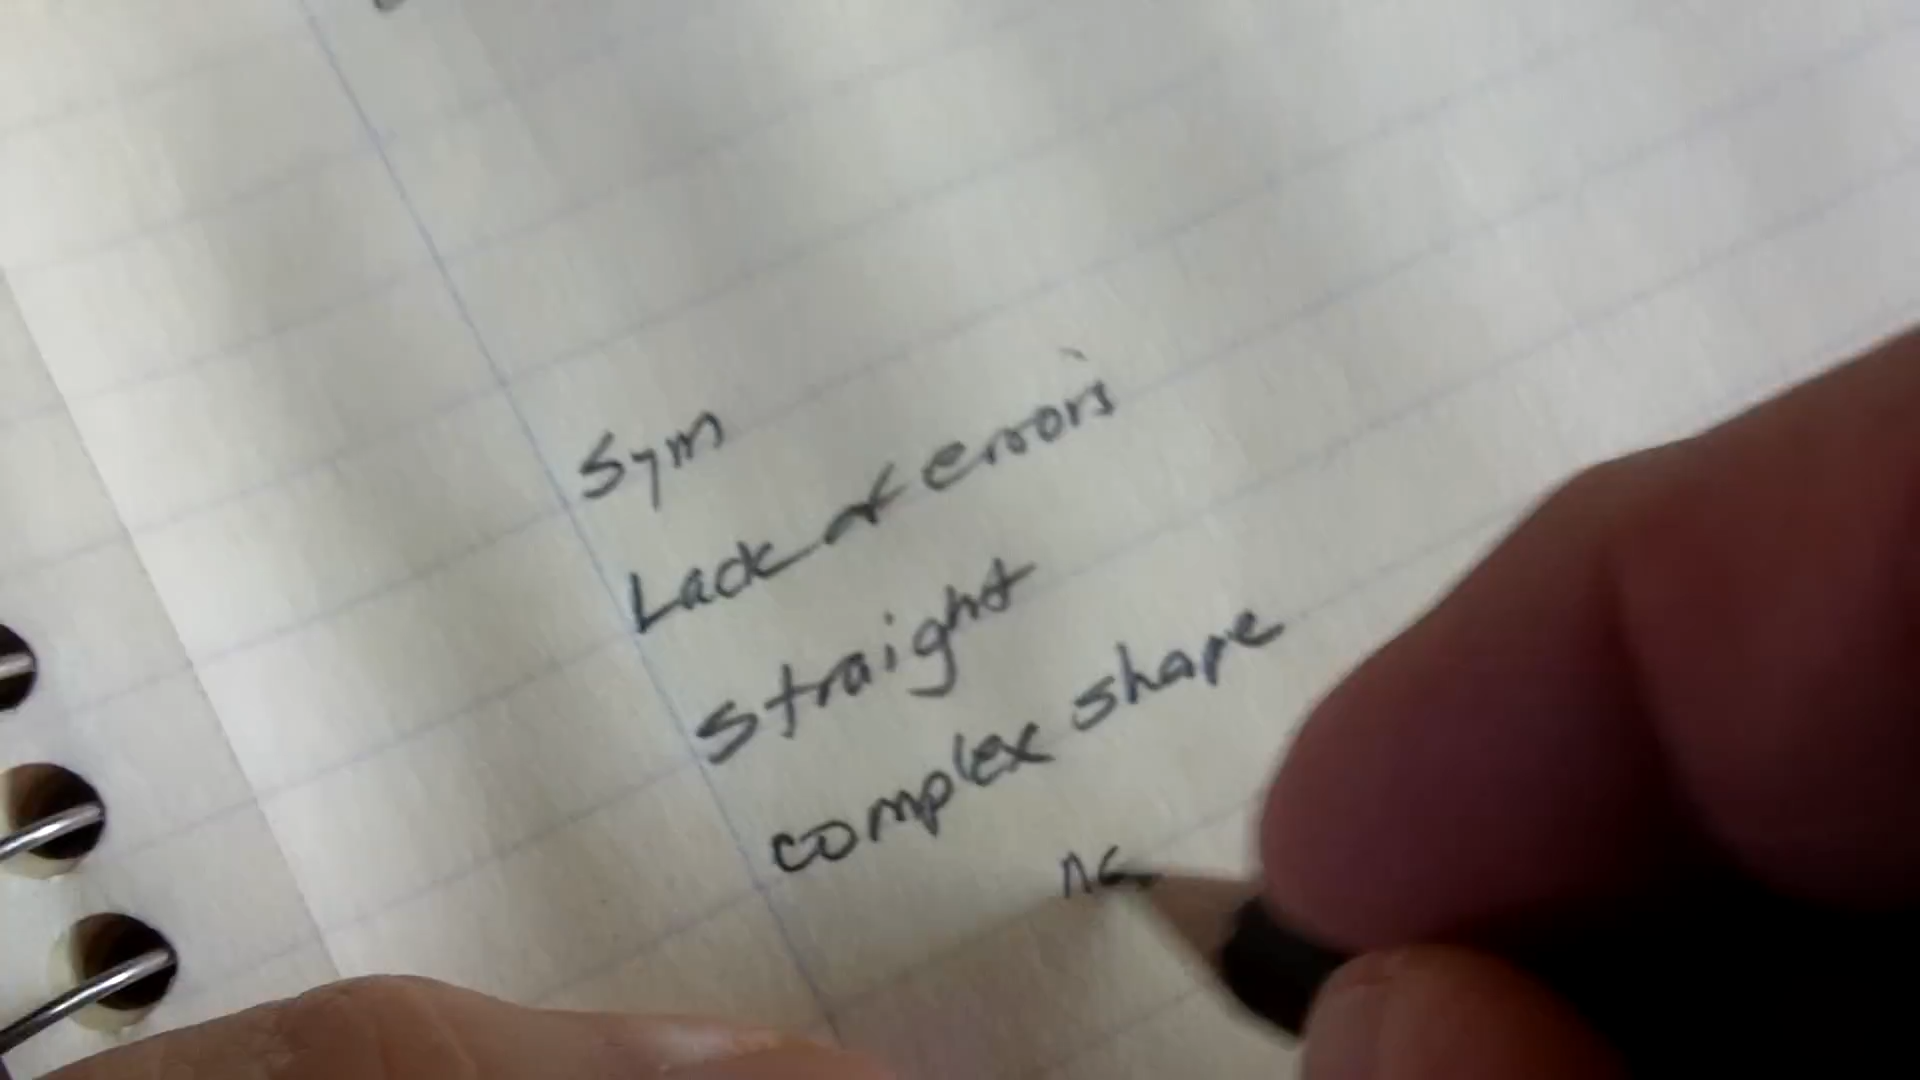 Sym
Lack of errors
straight
complex shape